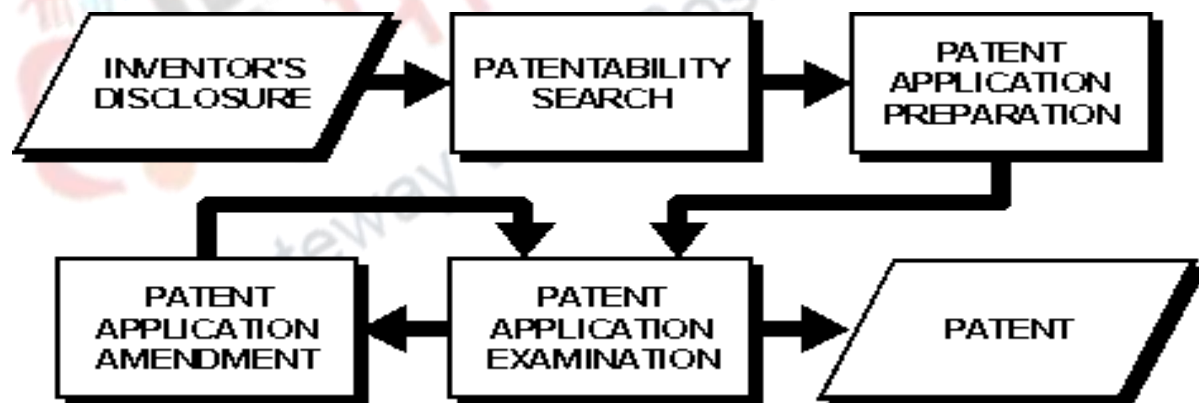 INVENTOR'S
DISCLOSURE
PATENTABILITY
SEARCH
PATENT
APPLICATION
PREPARATION
PATENT
APPLICATION
AMENDMENT
PATENT
APPLICATION
EXAMINATION
PATENT